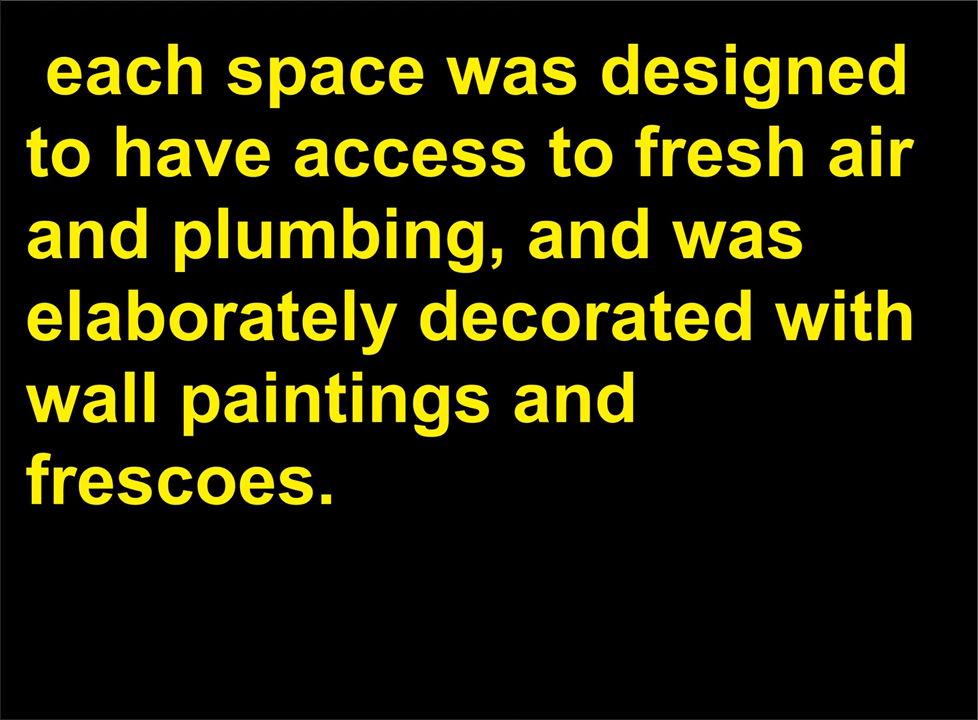 each space was designed
to have access to fresh air
and plumbing, and was
elaborately decorated with
wall paintings and
frescoes.